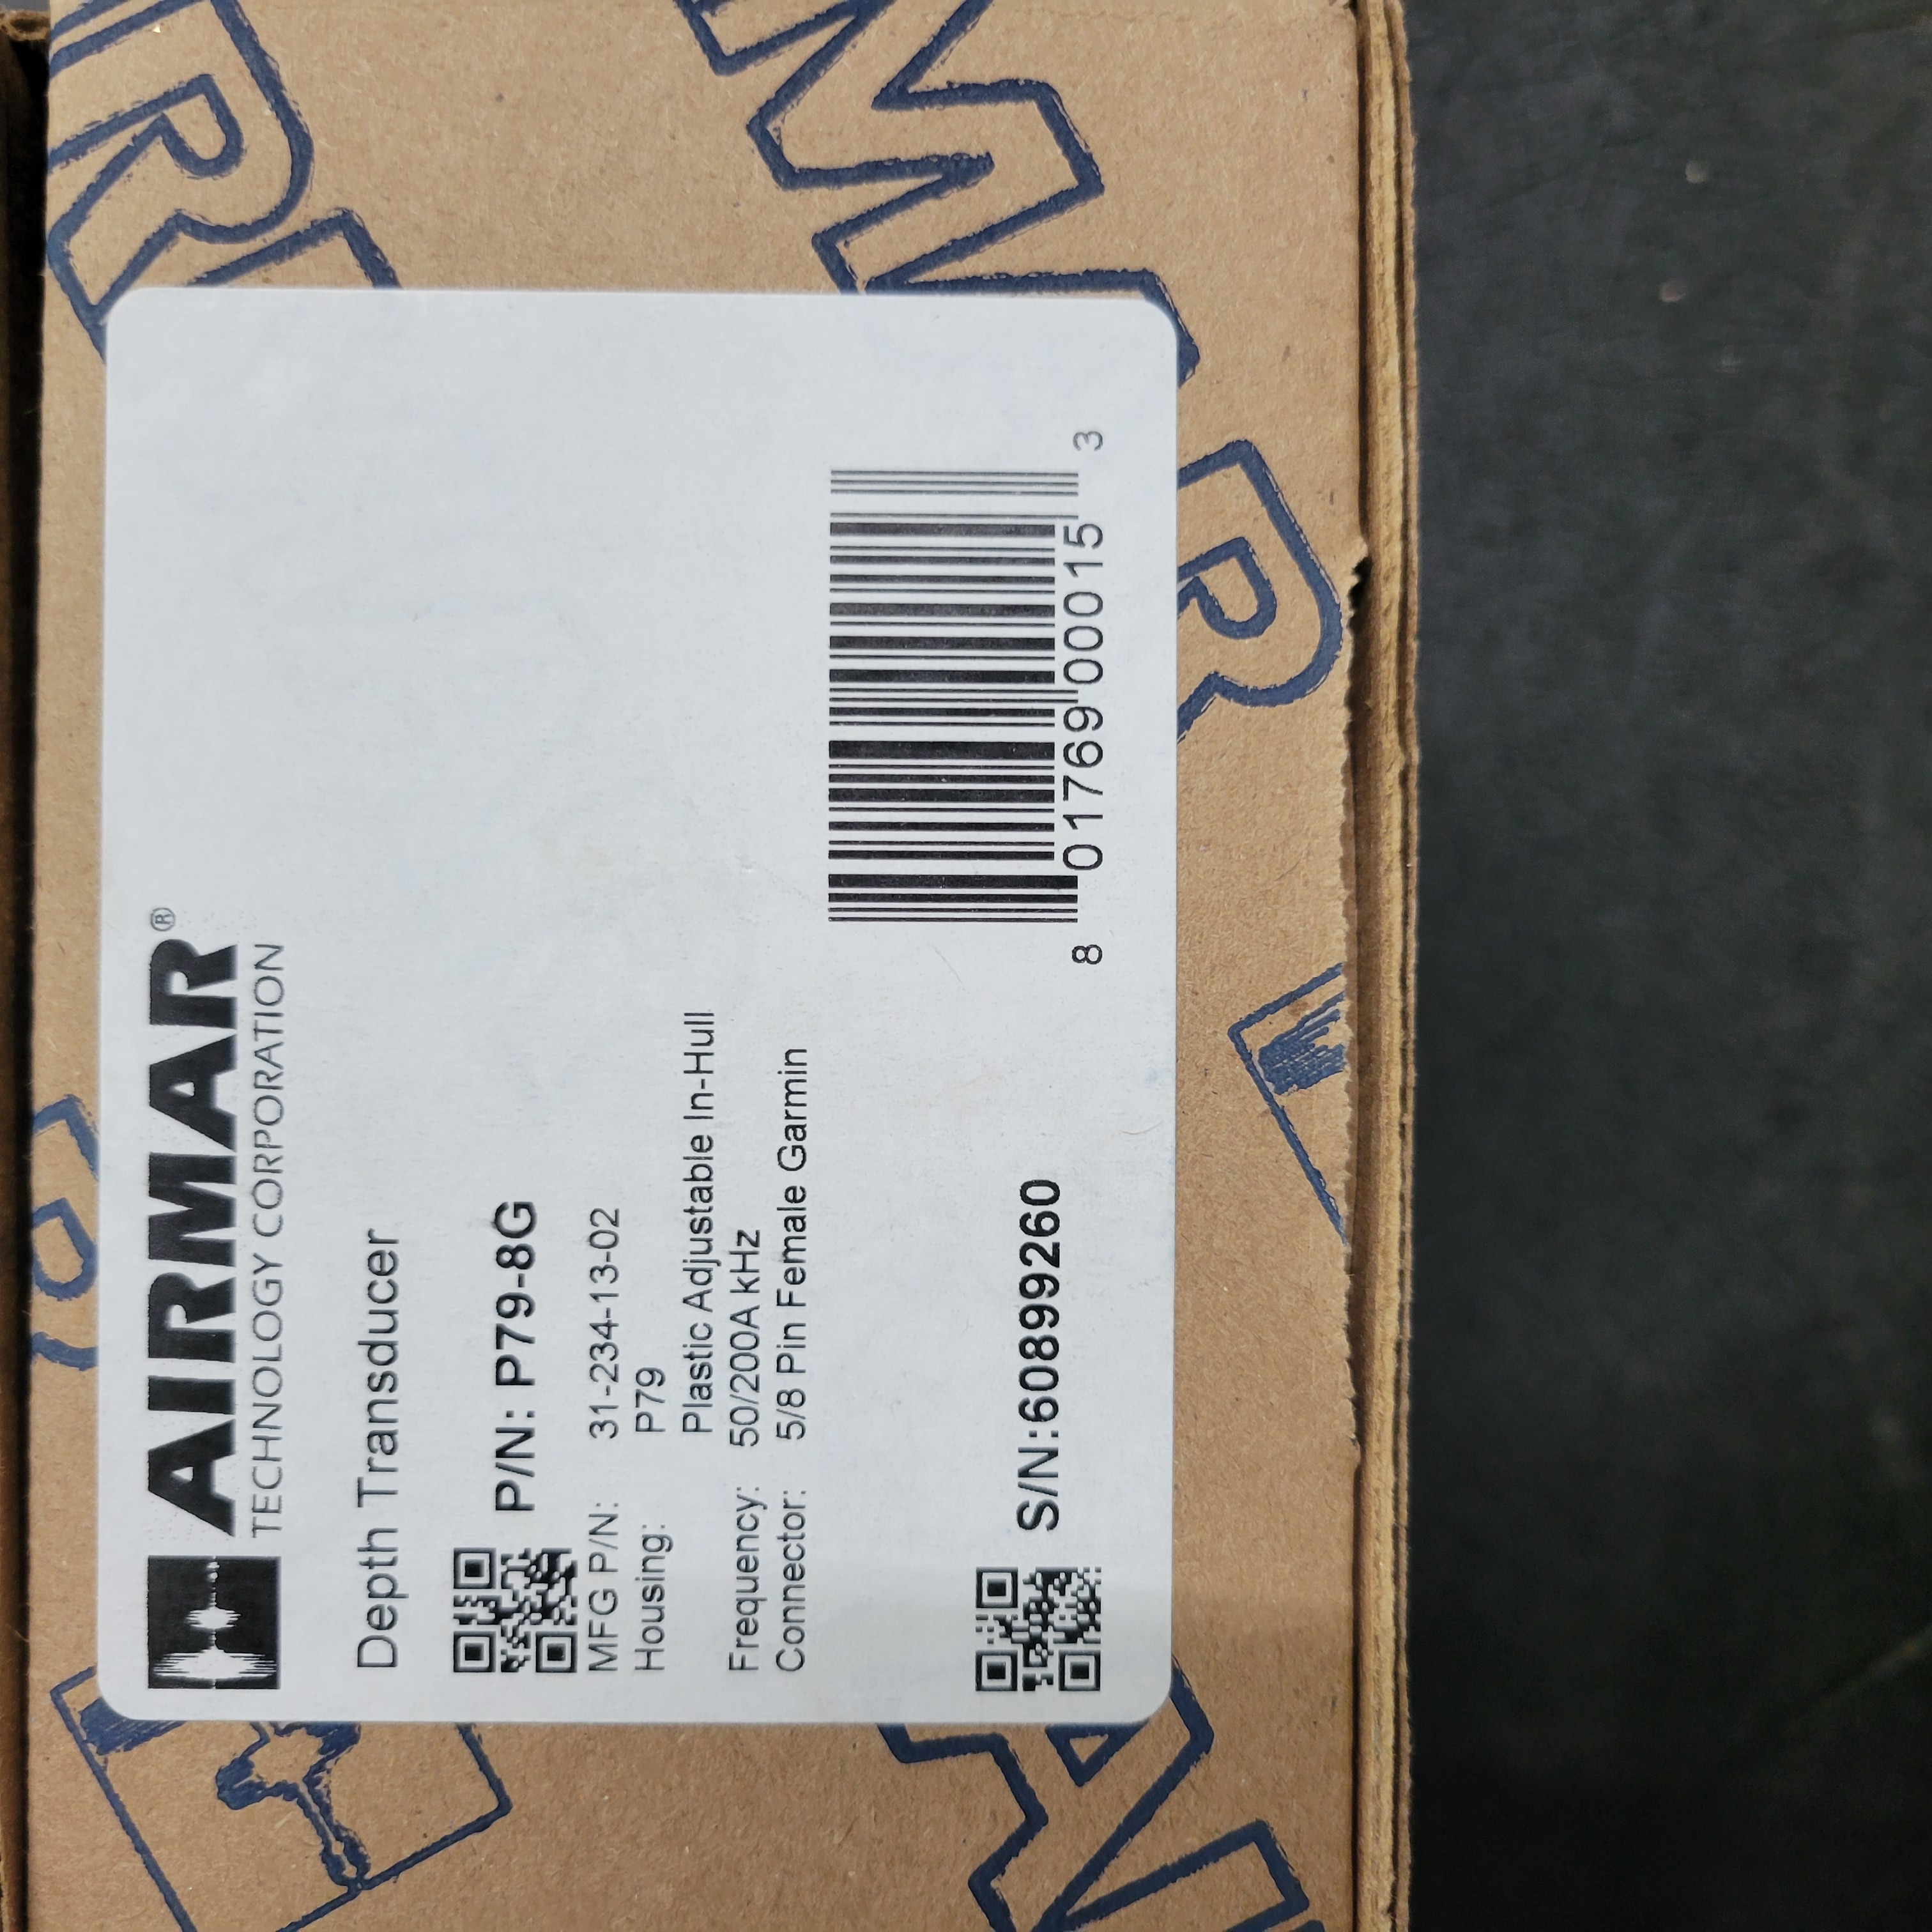 AIRMAR®
TECHNOLOGY CORPORATION
Depth Transducer
P/N: P79-8G
MFG P/N: 31-234-13-02
Housing: P79
Plastic Adjustable In-Hull
Frequency: 50/200A kHz
Connector: 5/8 Pin Female Garmin
S/N:60899260
8 01769 00015 3